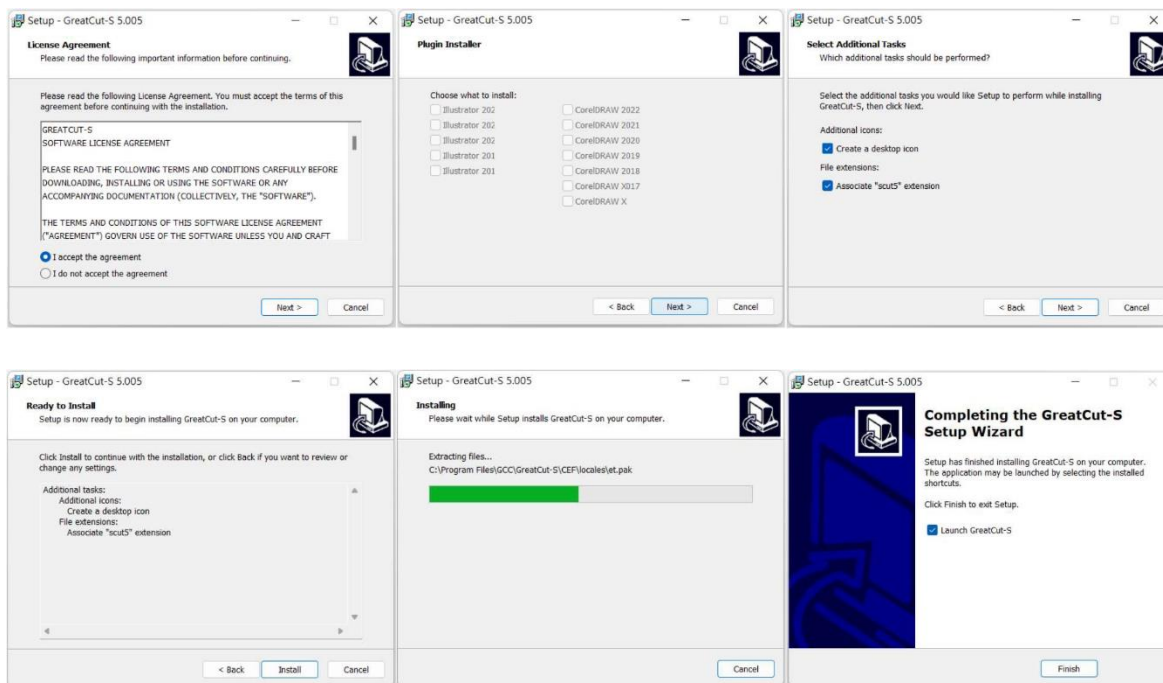 Setup - GreatCut-S 5.005
License Agreement
Please read the following important information before continuing.
Please read the following License Agreement. You must accept the terms of this
agreement before continuing with the installation.
GREATCUT-S
SOFTWARE LICENSE AGREEMENT
PLEASE READ THE FOLLOWING TERMS AND CONDITIONS CAREFULLY BEFORE
DOWNLOADING, INSTALLING OR USING THE SOFTWARE OR ANY
ACCOMPANYING DOCUMENTATION (COLLECTIVELY, THE "SOFTWARE").
THE TERMS AND CONDITIONS OF THIS SOFTWARE LICENSE AGREEMENT
("AGREEMENT") GOVERN USE OF THE SOFTWARE UNLESS YOU AND CRAFT
I accept the agreement
I do not accept the agreement
Next >
Cancel
Setup - GreatCut-S 5.005
Plugin Installer
Choose what to install:
Illustrator 202
Illustrator 202
Illustrator 202
Illustrator 201
Illustrator 201
CorelDRAW 2022
CorelDRAW 2021
CorelDRAW 2020
CorelDRAW 2019
CorelDRAW 2018
CorelDRAW X017
CorelDRAW X
< Back
Next >
Cancel
Setup - GreatCut-S 5.005
Select Additional Tasks
Which additional tasks should be performed?
Select the additional tasks you would like Setup to perform while installing
GreatCut-S, then click Next.
Additional icons:
Create a desktop icon
File extensions:
Associate "scut5" extension
< Back
Next >
Cancel
Setup - GreatCut-S 5.005
Ready to Install
Setup is now ready to begin installing GreatCut-S on your computer.
Click Install to continue with the installation, or click Back if you want to review or
change any settings.
Additional tasks:
Additional icons:
Create a desktop icon
File extensions:
Associate "scut5" extension
< Back
Install
Cancel
Setup - GreatCut-S 5.005
Installing
Please wait while Setup installs GreatCut-S on your computer.
Extracting files...
C:\Program Files\GCC\GreatCut-S\CEF\locales\et.pak
Cancel
Setup - GreatCut-S 5.005
Completing the GreatCut-S
Setup Wizard
Setup has finished installing GreatCut-S on your computer.
The application may be launched by selecting the installed
shortcuts.
Click Finish to exit Setup.
Launch GreatCut-S
Finish